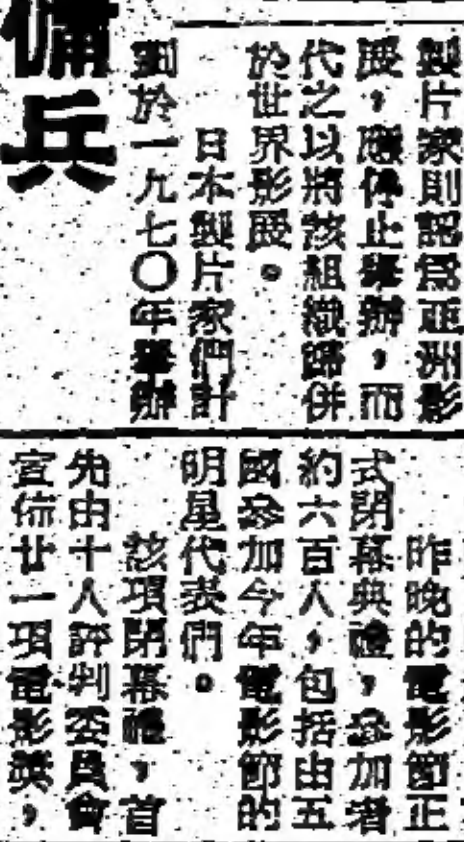 製片家則認為亞洲影
展，應停止舉辦，而
代之以將該組織歸併
於世界影展。
日本製片家們計
劃於一九七〇年舉辦
傭兵
昨晚的電影節正
式閉幕典禮，參加者
約六百人，包括由五
國參加今年電影節的
明星代表們。
該項閉幕禮，首
先由十人評判委員會
宣佈廿一項電影獎，